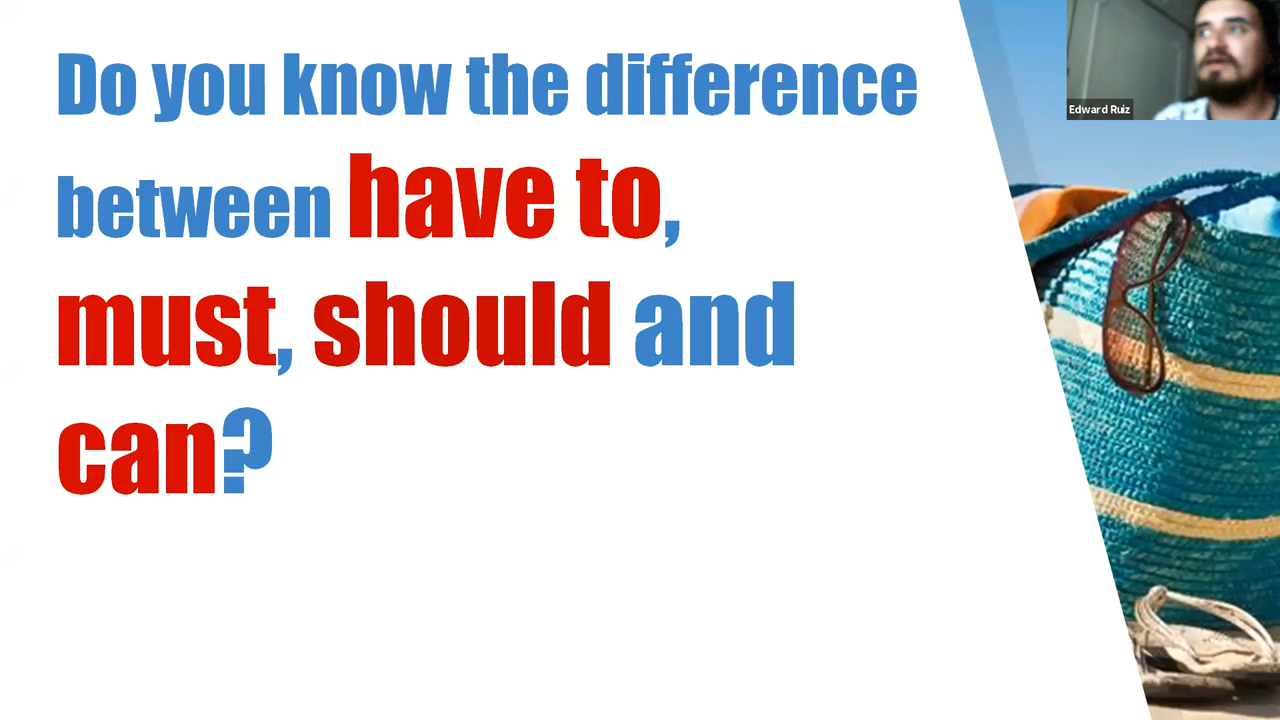 Do you know the difference
between have to,
must, should and
can?
Edward Ruiz